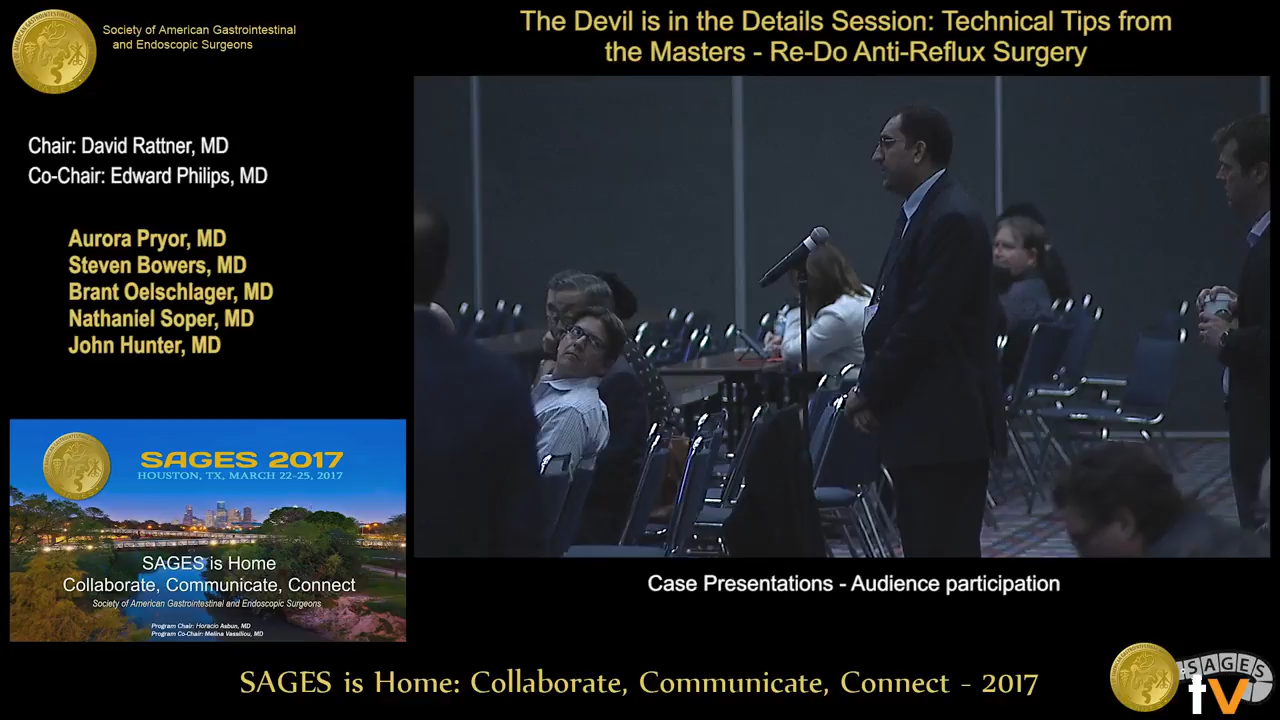 Society of American Gastrointestinal
and Endoscopic Surgeons
The Devil is in the Details Session: Technical Tips from
the Masters - Re-Do Anti-Reflux Surgery
Chair: David Rattner, MD
Co-Chair: Edward Philips, MD
Aurora Pryor, MD
Steven Bowers, MD
Brant Oelschlager, MD
Nathaniel Soper, MD
John Hunter, MD
SAGES 2017
HOUSTON, TX, MARCH 22-25, 2017
SAGES is Home
Collaborate, Communicate, Connect
Society of American Gastrointestinal and Endoscopic Surgeons
Program Chair: Horacio Asbun, MD
Program Co-Chair: Melina Vassiliou, MD
Case Presentations - Audience participation
SAGES is Home: Collaborate, Communicate, Connect - 2017
SAGES
tv